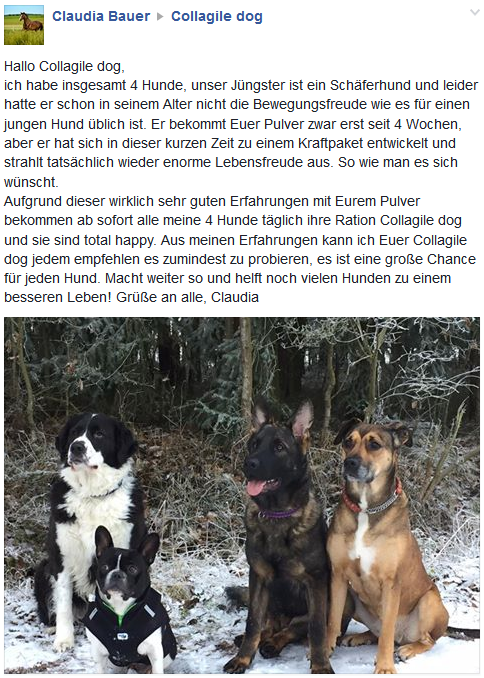 Claudia Bauer ▶ Collagile dog
Hallo Collagile dog,
ich habe insgesamt 4 Hunde, unser Jüngster ist ein Schäferhund und leider
hatte er schon in seinem Alter nicht die Bewegungsfreude wie es für einen
jungen Hund üblich ist. Er bekommt Euer Pulver zwar erst seit 4 Wochen,
aber er hat sich in dieser kurzen Zeit zu einem Kraftpaket entwickelt und
strahlt tatsächlich wieder enorme Lebensfreude aus. So wie man es sich
wünscht.
Aufgrund dieser wirklich sehr guten Erfahrungen mit Eurem Pulver
bekommen ab sofort alle meine 4 Hunde täglich ihre Ration Collagile dog
und sie sind total happy. Aus meinen Erfahrungen kann ich Euer Collagile
dog jedem empfehlen es zumindest zu probieren, es ist eine große Chance
für jeden Hund. Macht weiter so und helft noch vielen Hunden zu einem
besseren Leben! Grüße an alle, Claudia